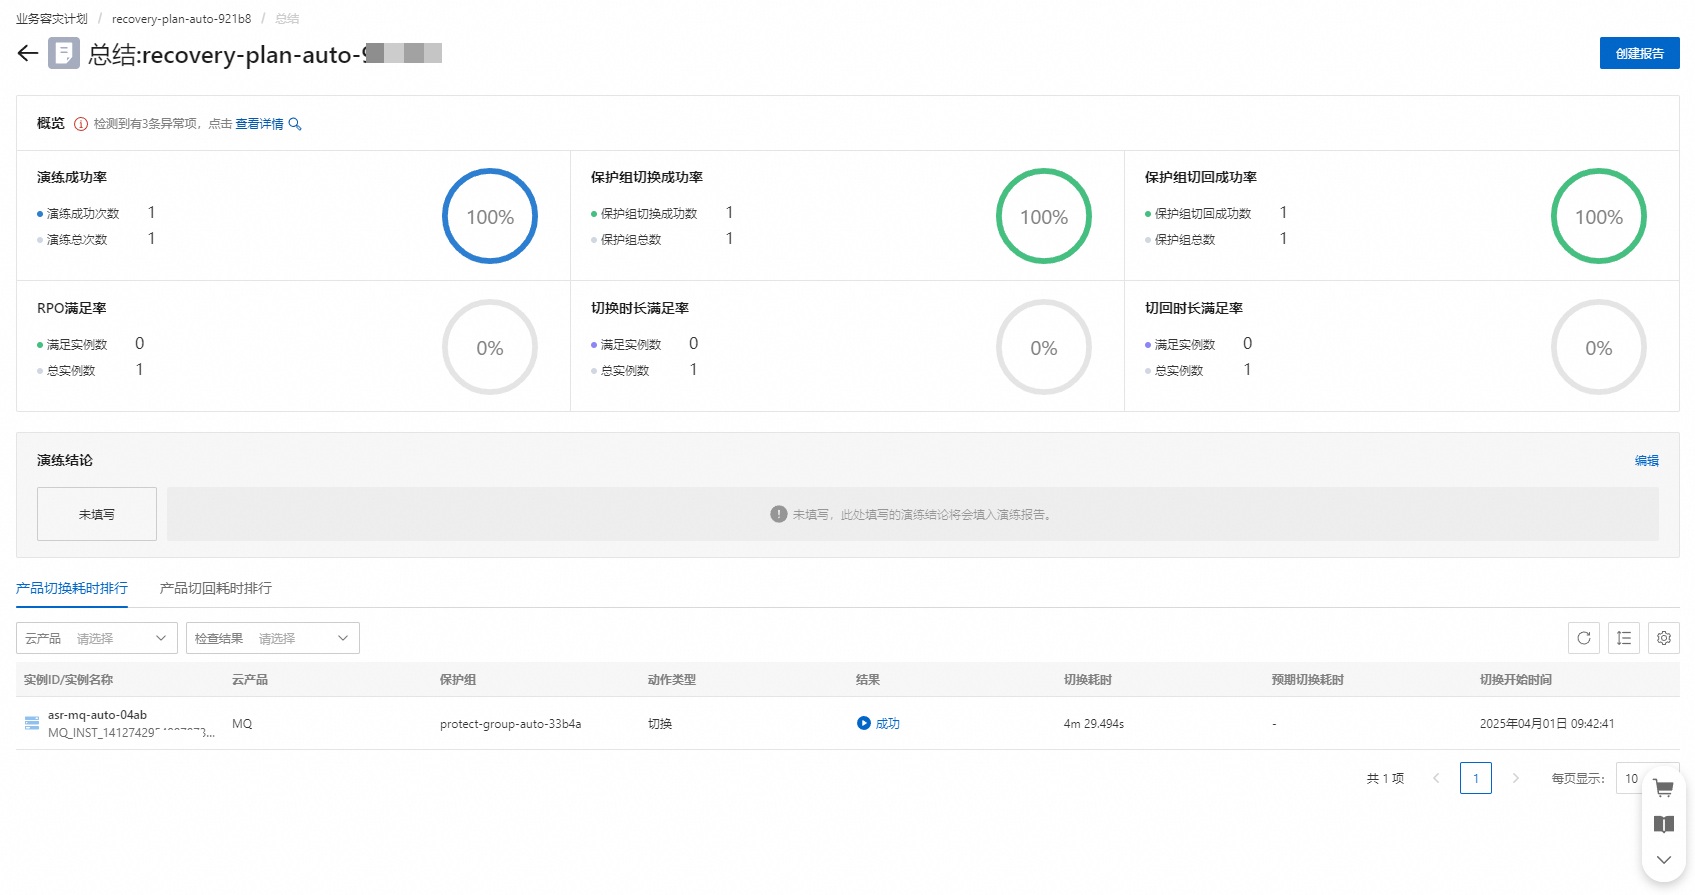 业务容灾计划 / recovery-plan-auto-921b8 / 总结
总结:recovery-plan-auto-
创建报告
概览 检测到有3条异常项，点击 查看详情
演练成功率
演练成功次数 1
演练总次数 1
100%
保护组切换成功率
保护组切换成功数 1
保护组总数 1
100%
保护组切回成功率
保护组切回成功数 1
保护组总数 1
100%
RPO满足率
满足实例数 0
总实例数 1
0%
切换时长满足率
满足实例数 0
总实例数 1
0%
切回时长满足率
满足实例数 0
总实例数 1
0%
演练结论
编辑
未填写
未填写，此处填写的演练结论将会填入演练报告。
产品切换耗时排行 产品切回耗时排行
云产品 请选择 检查结果 请选择
实例ID/实例名称 云产品 保护组 动作类型 结果 切换耗时 预期切换耗时 切换开始时间
asr-mq-auto-04ab
MQ protect-group-auto-33b4a 切换 成功 4m 29.494s - 2025年04月01日 09:42:41
共 1 项 1 每页显示： 10